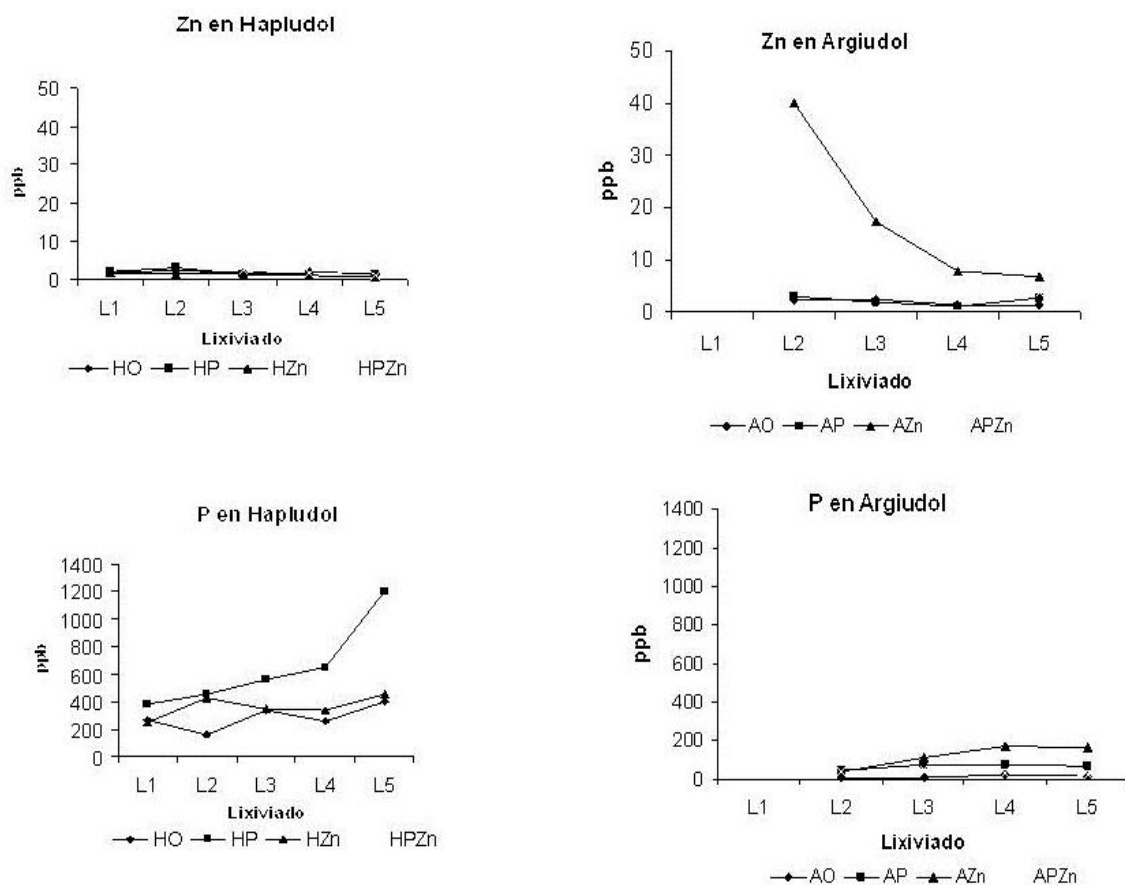 Zn en Hapludol
50
40
30
20
10
0
ppb
L1 L2 L3 L4 L5
Lixiviado
HO HP HZn HPZn
Zn en Argiudol
50
40
30
20
10
0
ppb
L1 L2 L3 L4 L5
Lixiviado
AO AP AZn APZn
P en Hapludol
1400
1200
1000
800
600
400
200
0
ppb
L1 L2 L3 L4 L5
Lixiviado
HO HP HZn HPZn
P en Argiudol
1400
1200
1000
800
600
400
200
0
ppb
L1 L2 L3 L4 L5
Lixiviado
AO AP AZn APZn